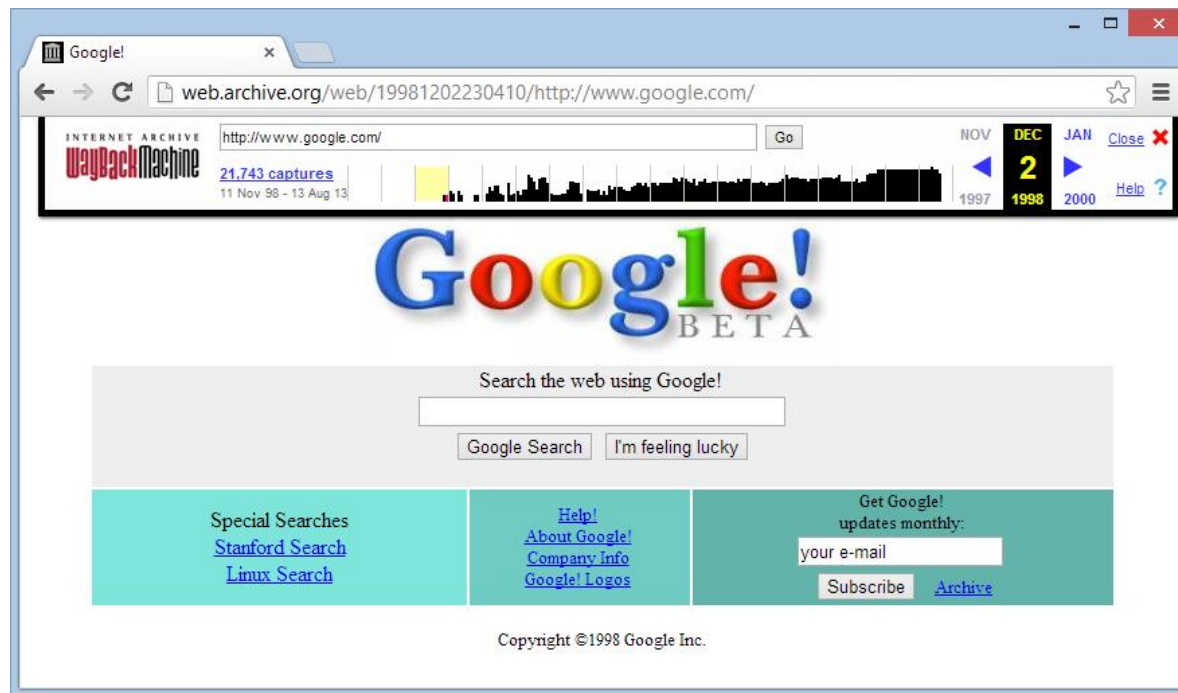 Google!
web.archive.org/web/19981202230410/http://www.google.com/
INTERNET ARCHIVE
WayBackMachine
http://www.google.com/
Go
21,743 captures
11 Nov 98 - 13 Aug 13
NOV DEC JAN
2
1997 1998 2000
Close
Help ?
Google!
BETA
Search the web using Google!
Google Search I'm feeling lucky
Special Searches
Stanford Search
Linux Search
Help!
About Google!
Company Info
Google! Logos
Get Google!
updates monthly:
your e-mail
Subscribe Archive
Copyright ©1998 Google Inc.